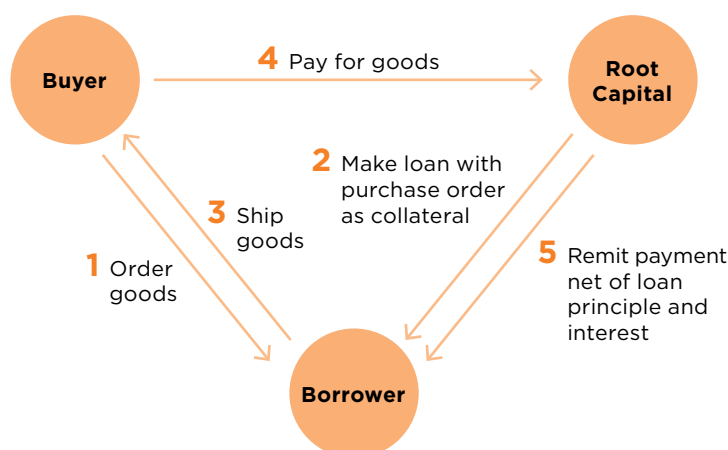 Buyer
4 Pay for goods
Root
Capital
2 Make loan with
purchase order
as collateral
3 Ship
goods
1 Order
goods
5 Remit payment
net of loan
principle and
interest
Borrower